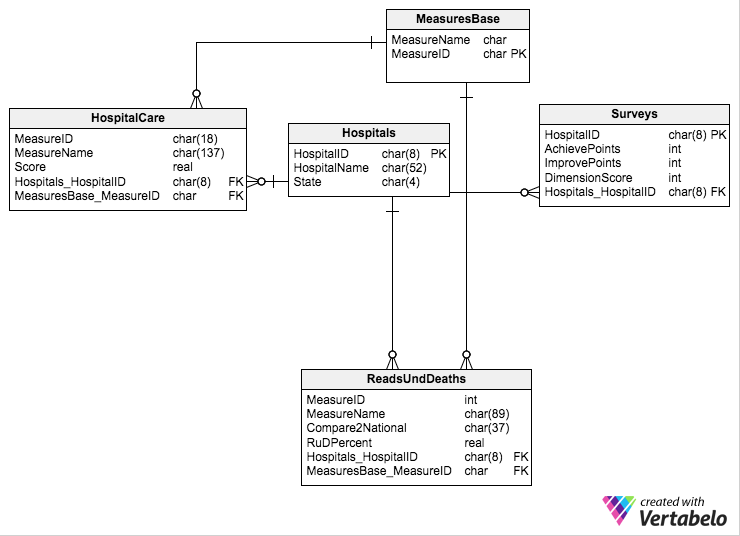 MeasuresBase
MeasureName char
MeasureID char PK
HospitalCare
MeasureID char(18)
MeasureName char(137)
Score real
Hospitals_HospitalID char(8) FK
MeasuresBase_MeasureID char FK
Hospitals
HospitalID char(8) PK
HospitalName char(52)
State char(4)
Surveys
HospitalID char(8) PK
AchievePoints int
ImprovePoints int
DimensionScore int
Hospitals_HospitalID char(8) FK
ReadsUndDeaths
MeasureID int
MeasureName char(89)
Compare2National char(37)
RuDPercent real
Hospitals_HospitalID char(8) FK
MeasuresBase_MeasureID char FK
created with
Vertabelo